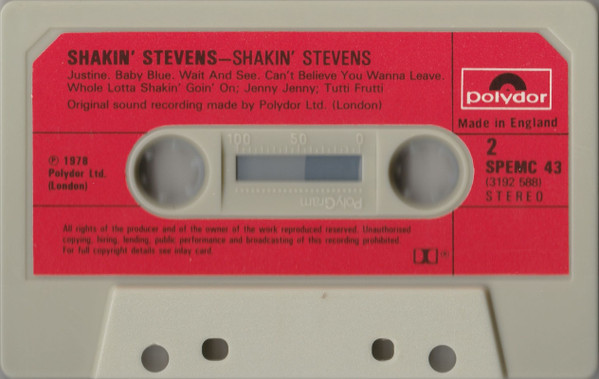 SHAKIN' STEVENS—SHAKIN' STEVENS
Justine. Baby Blue. Wait And See. Can't Believe You Wanna Leave.
Whole Lotta Shakin' Goin' On; Jenny Jenny; Tutti Frutti
Original sound recording made by Polydor Ltd. (London)
polydor
Made in England
2
SPEMC 43
(3192 588)
STEREO
100 50 0
℗ 1978
Polydor Ltd.
(London)
PolyGram
All rights of the producer and of the owner of the work reproduced reserved. Unauthorised
copying, hiring, lending, public performance and broadcasting of this recording prohibited.
For full copyright details see inlay card.